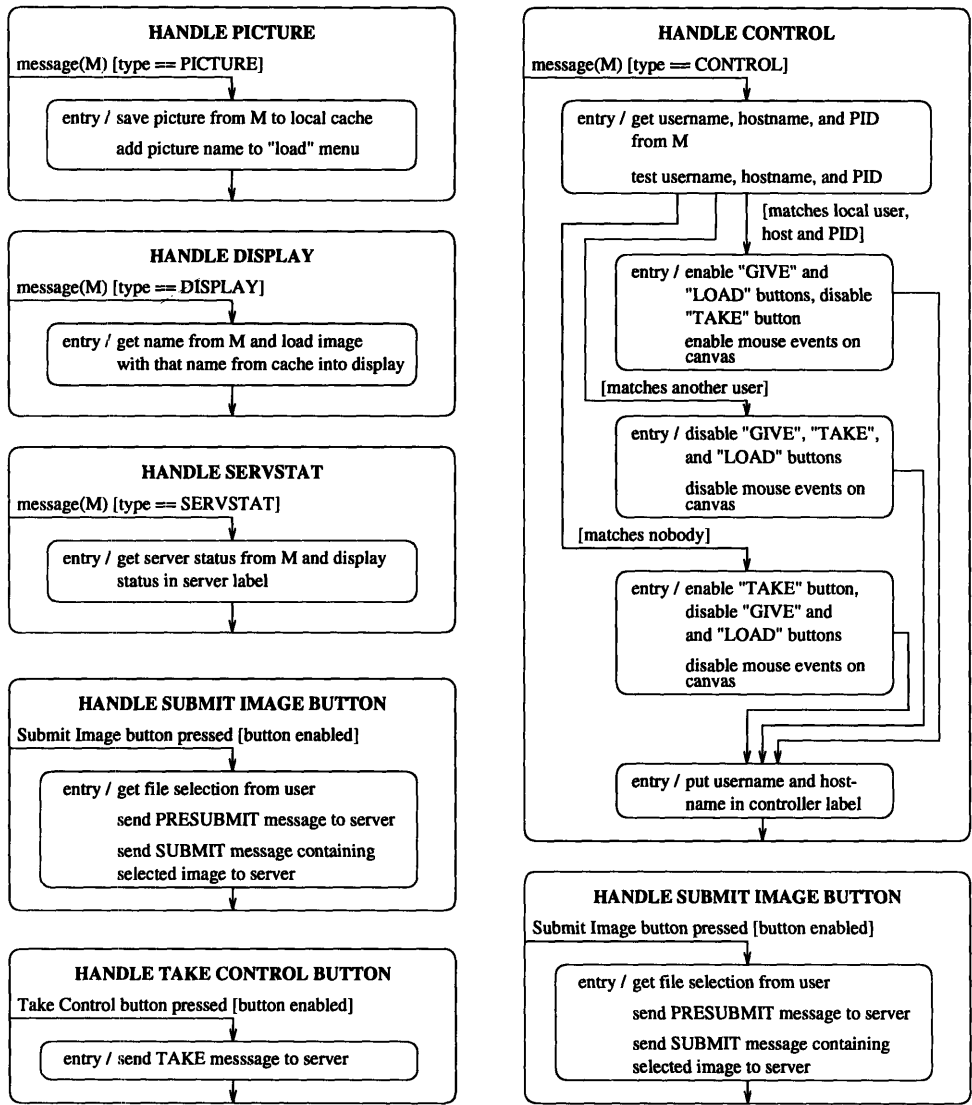 HANDLE PICTURE
message(M) [type == PICTURE]
entry / save picture from M to local cache
add picture name to "load" menu
HANDLE DISPLAY
message(M) [type == DISPLAY]
entry / get name from M and load image
with that name from cache into display
HANDLE SERVSTAT
message(M) [type == SERVSTAT]
entry / get server status from M and display
status in server label
HANDLE SUBMIT IMAGE BUTTON
Submit Image button pressed [button enabled]
entry / get file selection from user
send PRESUBMIT message to server
send SUBMIT message containing
selected image to server
HANDLE TAKE CONTROL BUTTON
Take Control button pressed [button enabled]
entry / send TAKE messsage to server
HANDLE CONTROL
message(M) [type == CONTROL]
entry / get username, hostname, and PID
from M
test username, hostname, and PID
[matches local user,
host and PID]
entry / enable "GIVE" and
"LOAD" buttons, disable
"TAKE" button
enable mouse events on
canvas
[matches another user]
entry / disable "GIVE", "TAKE",
and "LOAD" buttons
disable mouse events on
canvas
[matches nobody]
entry / enable "TAKE" button,
disable "GIVE" and
and "LOAD" buttons
disable mouse events on
canvas
entry / put username and host-
name in controller label
HANDLE SUBMIT IMAGE BUTTON
Submit Image button pressed [button enabled]
entry / get file selection from user
send PRESUBMIT message to server
send SUBMIT message containing
selected image to server